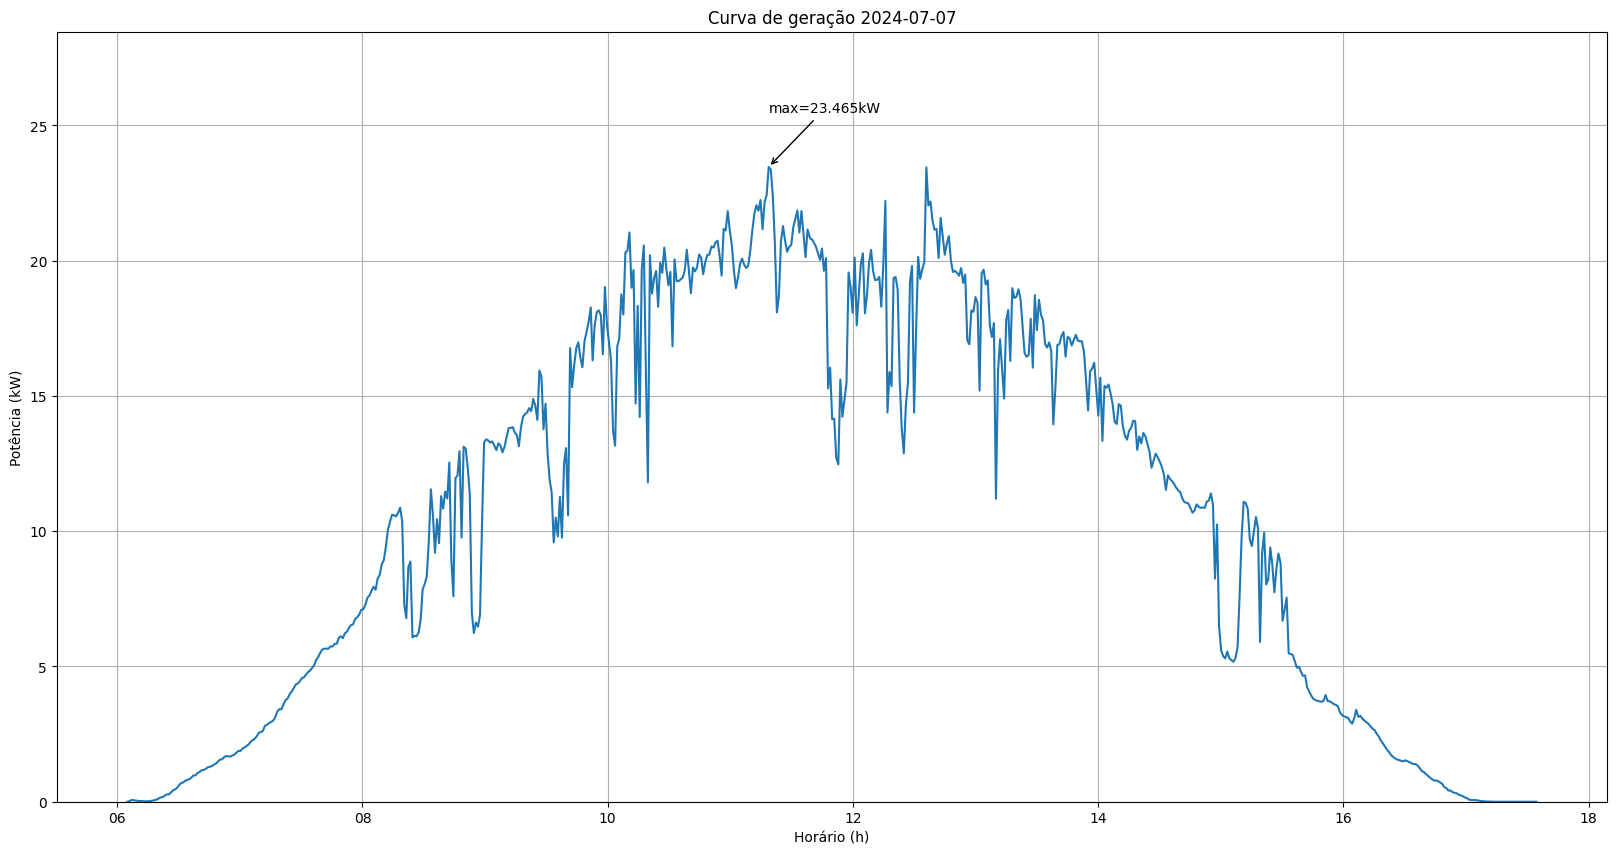 Curva de geração 2024-07-07
max=23.465kW
Potência (kW)
25
20
15
10
5
0
06 08 10 12 14 16 18
Horário (h)